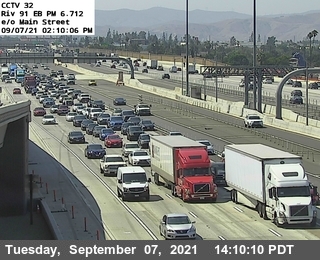 CCTV 32
Riv 91 EB PM 6.712
e/o Main Street
09/07/21 02:10:06 PM
Tuesday, September 07, 2021 14:10:10 PDT